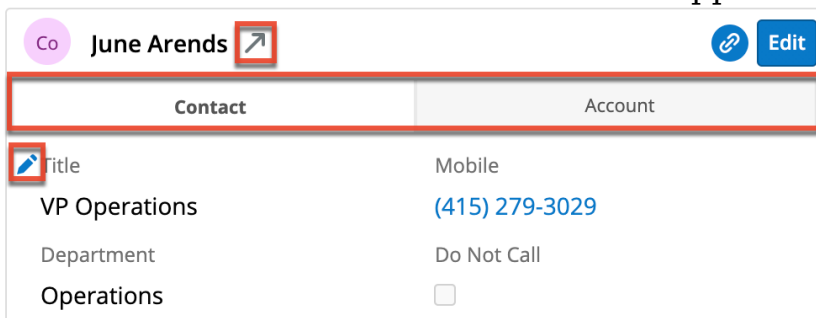 Co June Arends Edit
Contact Account
Title Mobile
VP Operations (415) 279-3029
Department Do Not Call
Operations